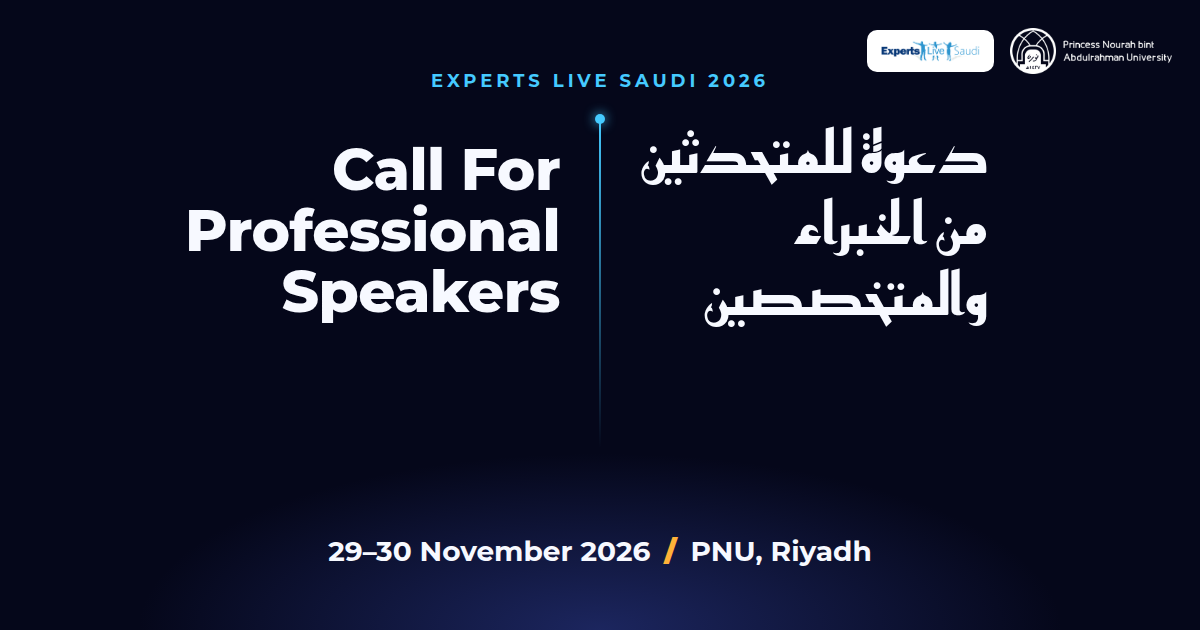 Experts Live Saudi
Princess Nourah bint
Abdulrahman University
EXPERTS LIVE SAUDI 2026
Call For
Professional
Speakers
دعوة للمتحدثين
من الخبراء
والمتخصصين
29–30 November 2026 / PNU, Riyadh